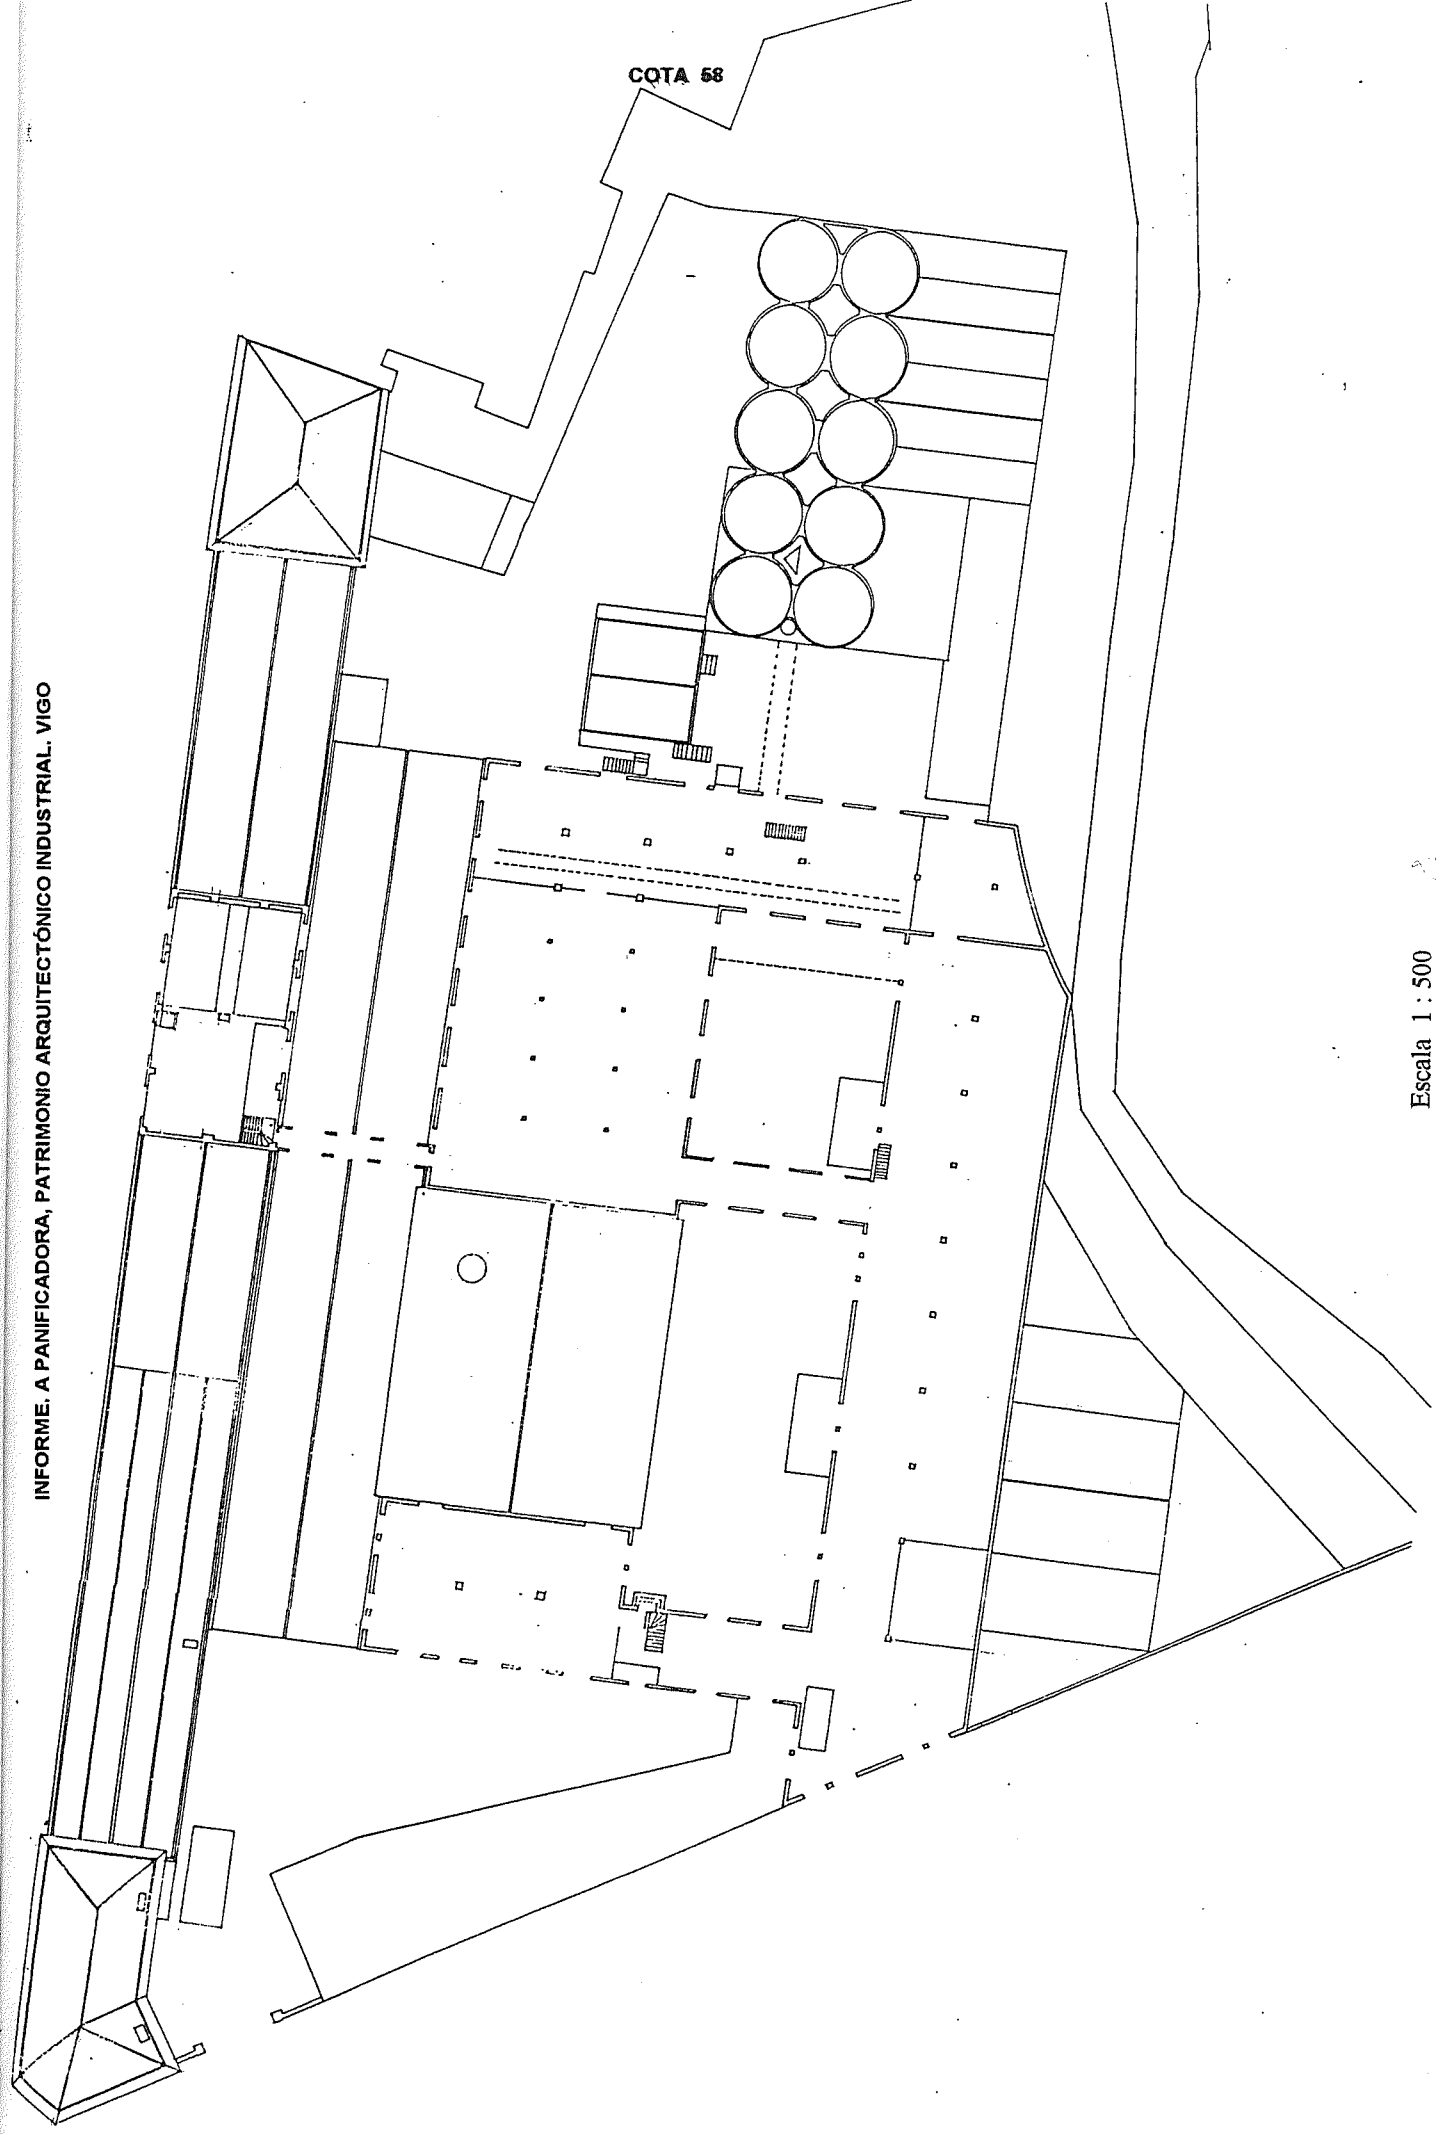 COTA 58
INFORME. A PANIFICADORA, PATRIMONIO ARQUITECTÓNICO INDUSTRIAL. VIGO
Escala 1 : 500